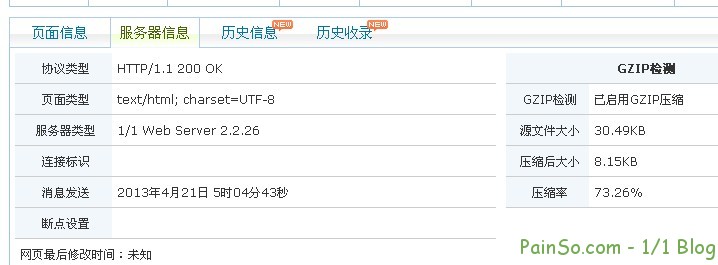 页面信息 服务器信息 历史信息 NEW 历史收录 NEW
协议类型 HTTP/1.1 200 OK
页面类型 text/html; charset=UTF-8
服务器类型 1/1 Web Server 2.2.26
连接标识
消息发送 2013年4月21日 5时04分43秒
断点设置
网页最后修改时间：未知
GZIP检测
GZIP检测 已启用GZIP压缩
源文件大小 30.49KB
压缩后大小 8.15KB
压缩率 73.26%
PainSo.com - 1/1 Blog